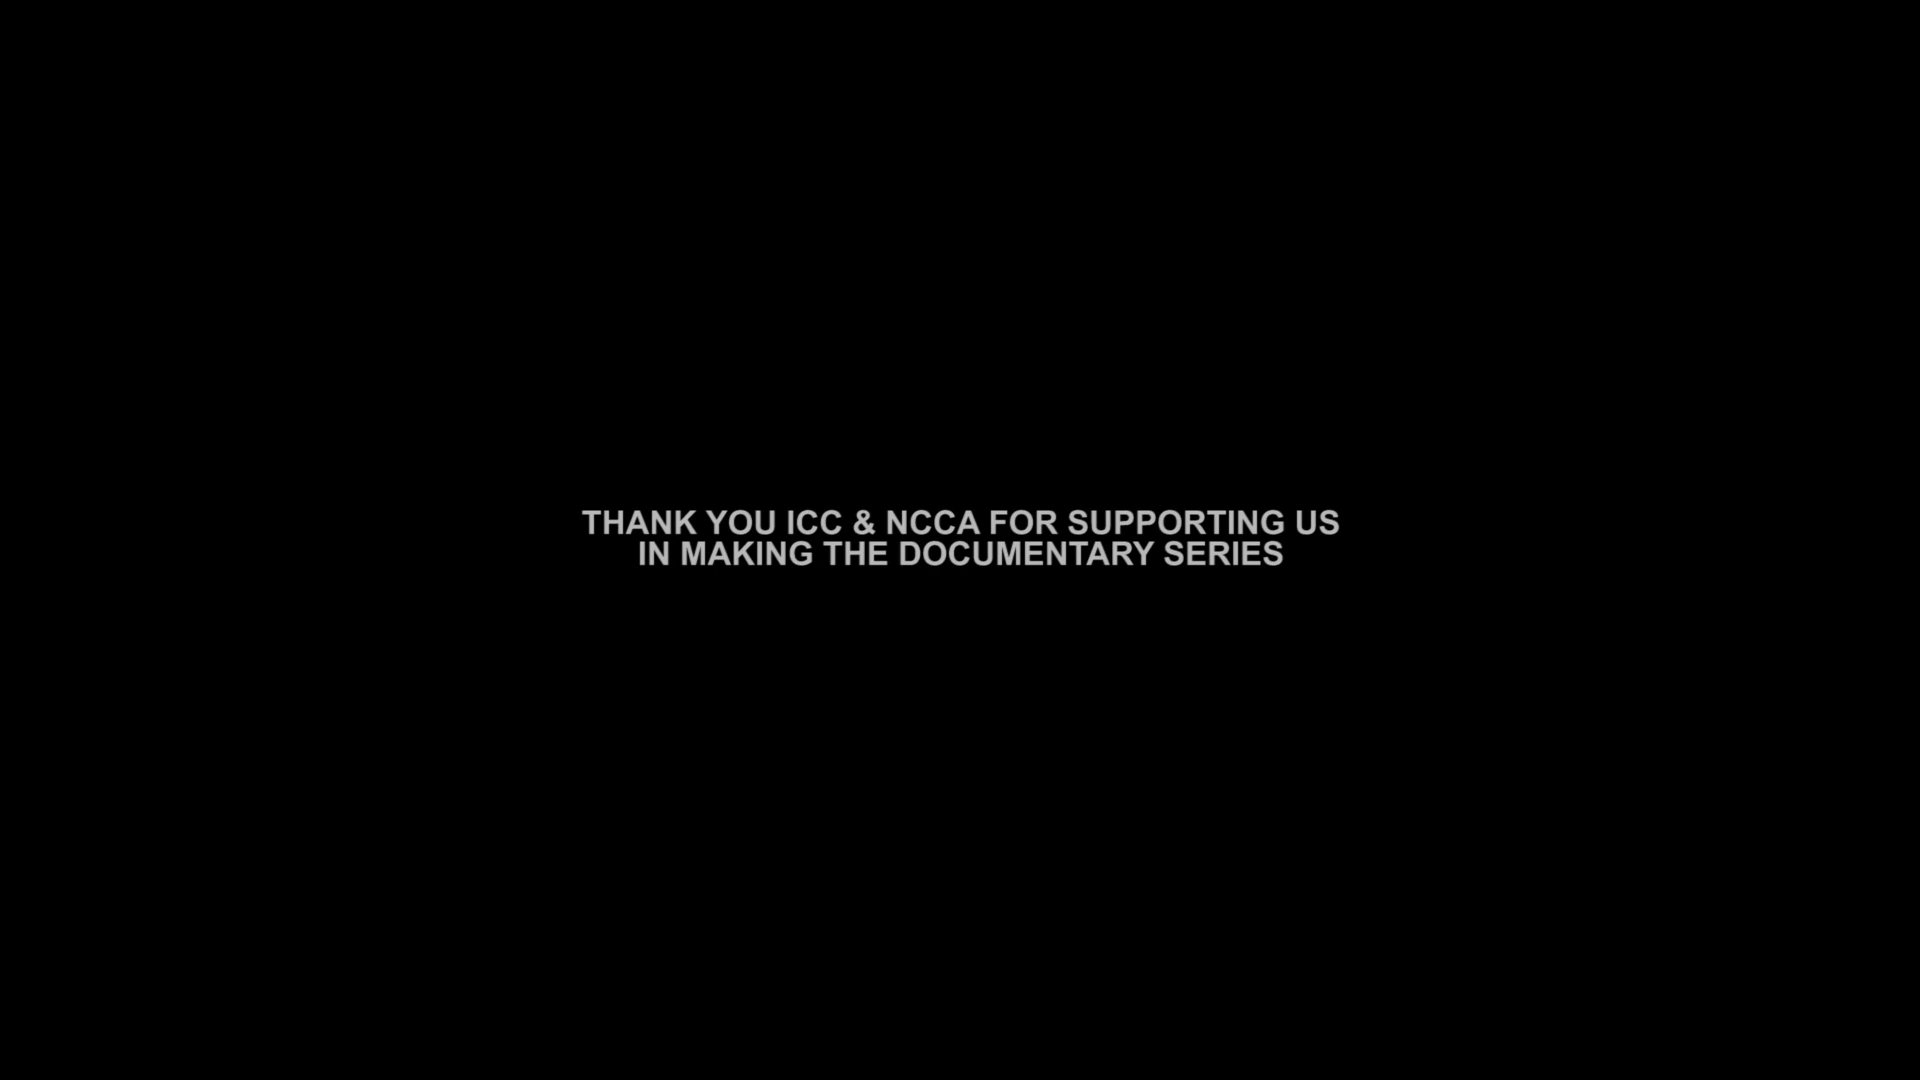 THANK YOU ICC & NCCA FOR SUPPORTING US
IN MAKING THE DOCUMENTARY SERIES